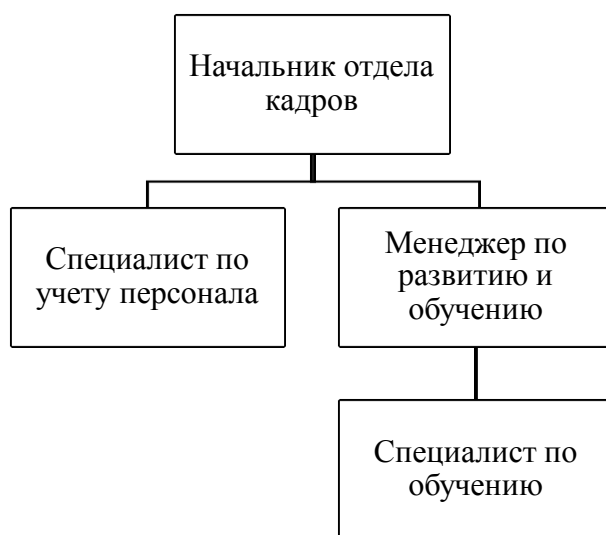 Начальник отдела
кадров
Специалист по
учету персонала
Менеджер по
развитию и
обучению
Специалист по
обучению